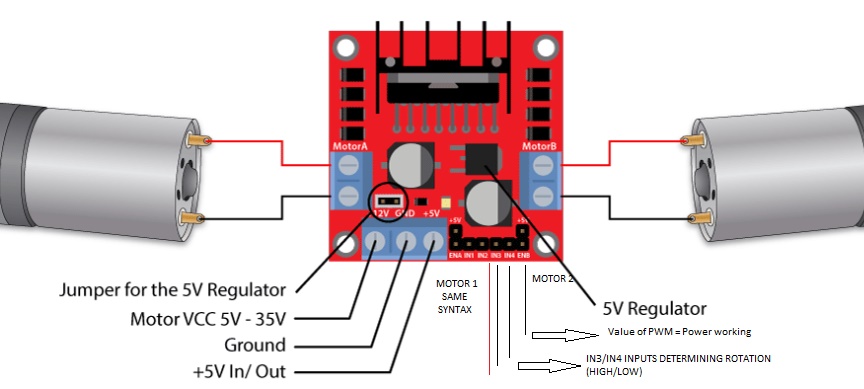 MotorA
MotorB
12V GND +5V
+5V
+5V
ENA IN1 IN2 IN3 IN4 ENB
Jumper for the 5V Regulator
Motor VCC 5V - 35V
Ground
+5V In/ Out
MOTOR 1
SAME
SYNTAX
MOTOR 2
5V Regulator
Value of PWM = Power working
IN3/IN4 INPUTS DETERMINING ROTATION
(HIGH/LOW)